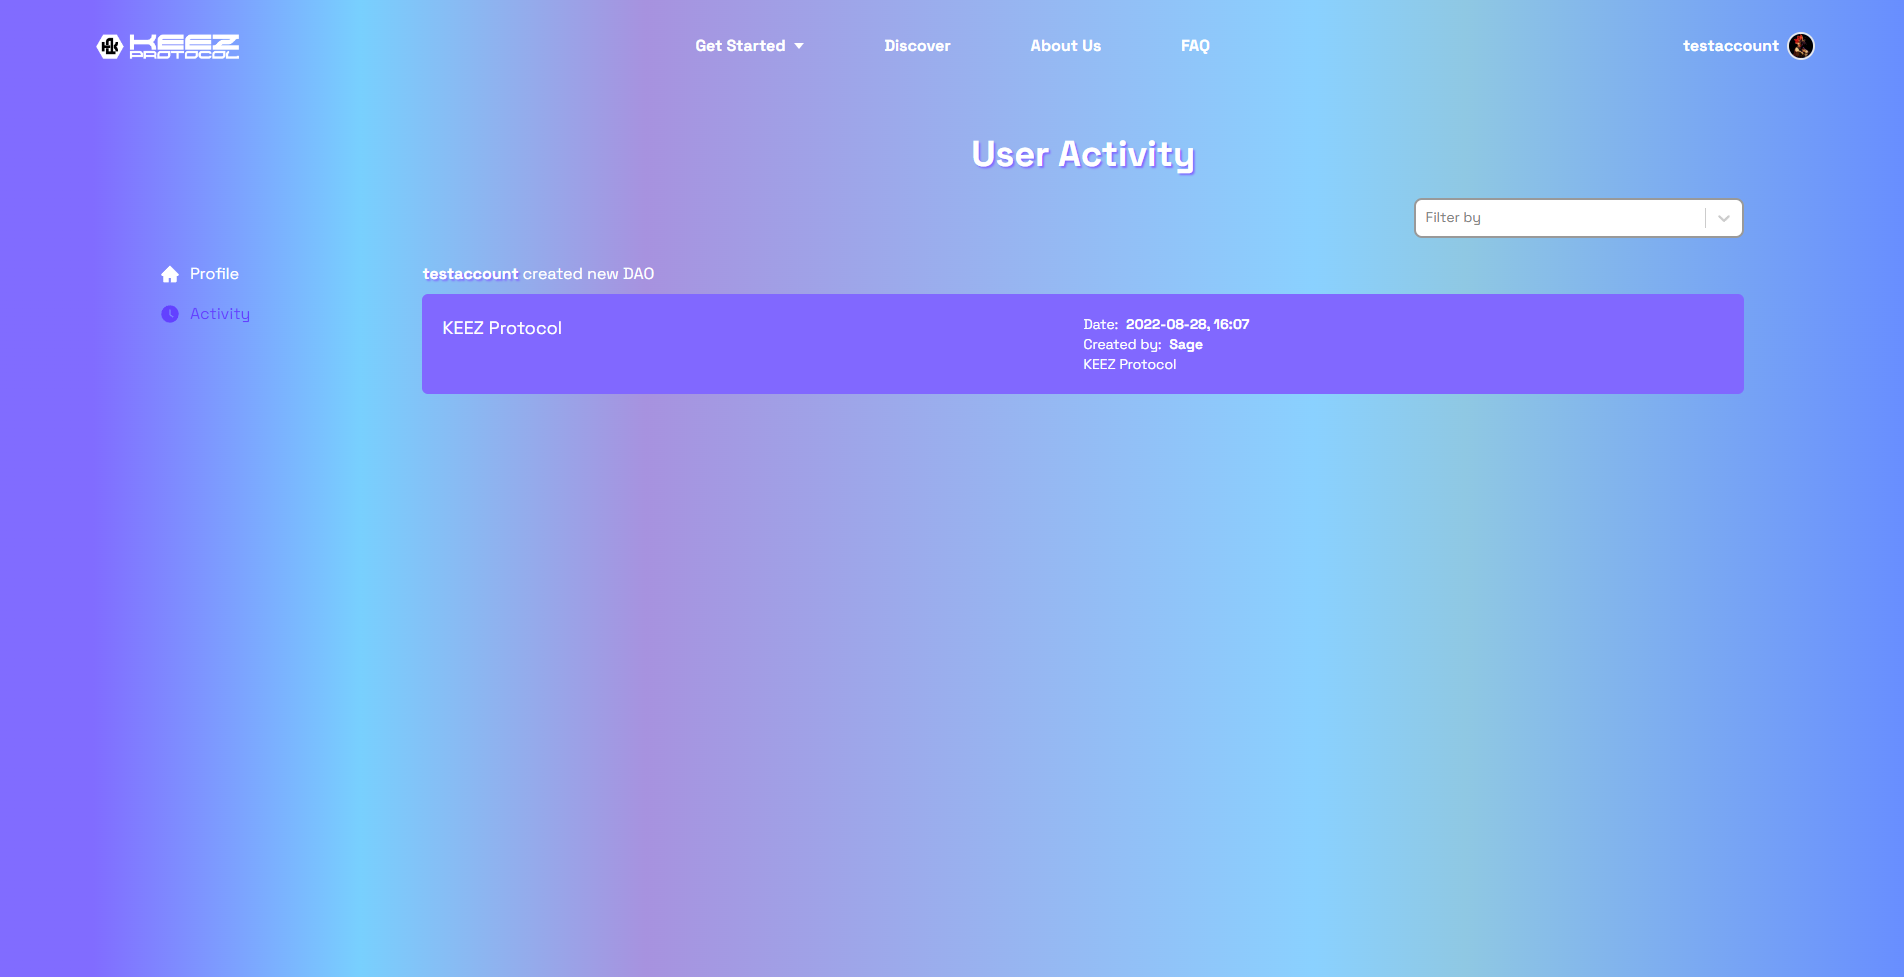 KEEZ
PROTOCOL
Get Started
Discover
About Us
FAQ
testaccount
User Activity
Filter by
Profile
Activity
testaccount created new DAO
KEEZ Protocol
Date: 2022-08-28, 16:07
Created by: Sage
KEEZ Protocol